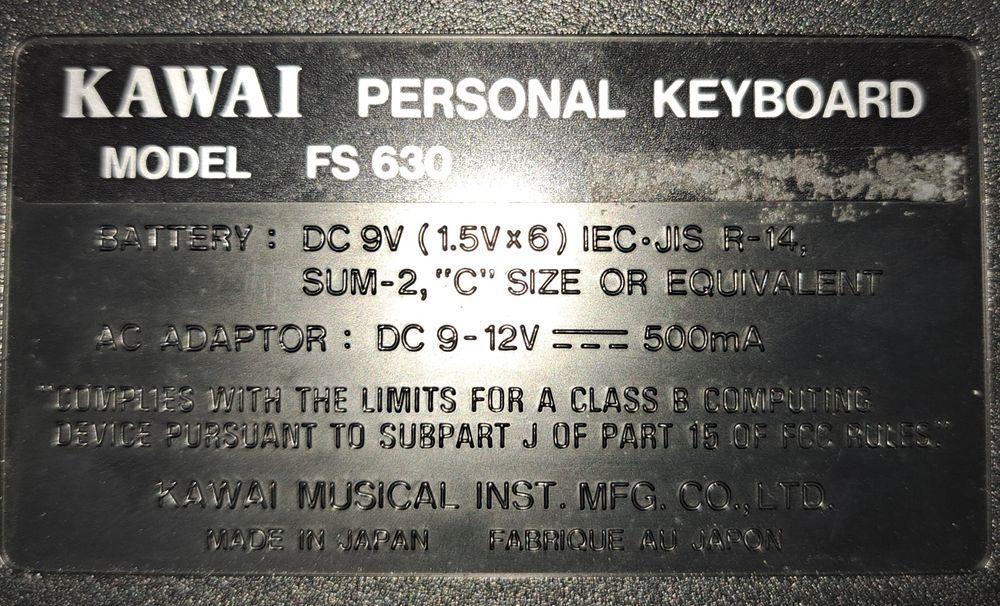 KAWAI PERSONAL KEYBOARD
MODEL FS 630
BATTERY : DC 9V (1.5V×6) IEC·JIS R-14,
SUM-2, "C" SIZE OR EQUIVALENT
AC ADAPTOR : DC 9-12V ⎓ 500mA
"COMPLIES WITH THE LIMITS FOR A CLASS B COMPUTING
DEVICE PURSUANT TO SUBPART J OF PART 15 OF FCC RULES."
KAWAI MUSICAL INST. MFG. CO., LTD.
MADE IN JAPAN FABRIQUE AU JAPON